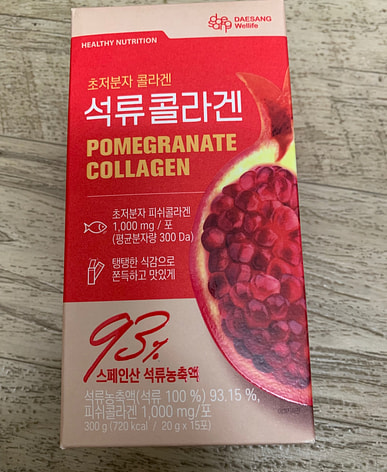 DAESANG
Wellife
HEALTHY NUTRITION
초저분자 콜라겐
석류 콜라겐
POMEGRANATE
COLLAGEN
초저분자 피쉬콜라겐
1,000 mg / 포
(평균분자량 300 Da)
탱탱한 식감으로
쫀득하고 맛있게
93%
스페인산 석류농축액
석류농축액(석류 100 %) 93.15 %,
피쉬콜라겐 1,000 mg/포
300 g (720 kcal / 20 g x 15포)